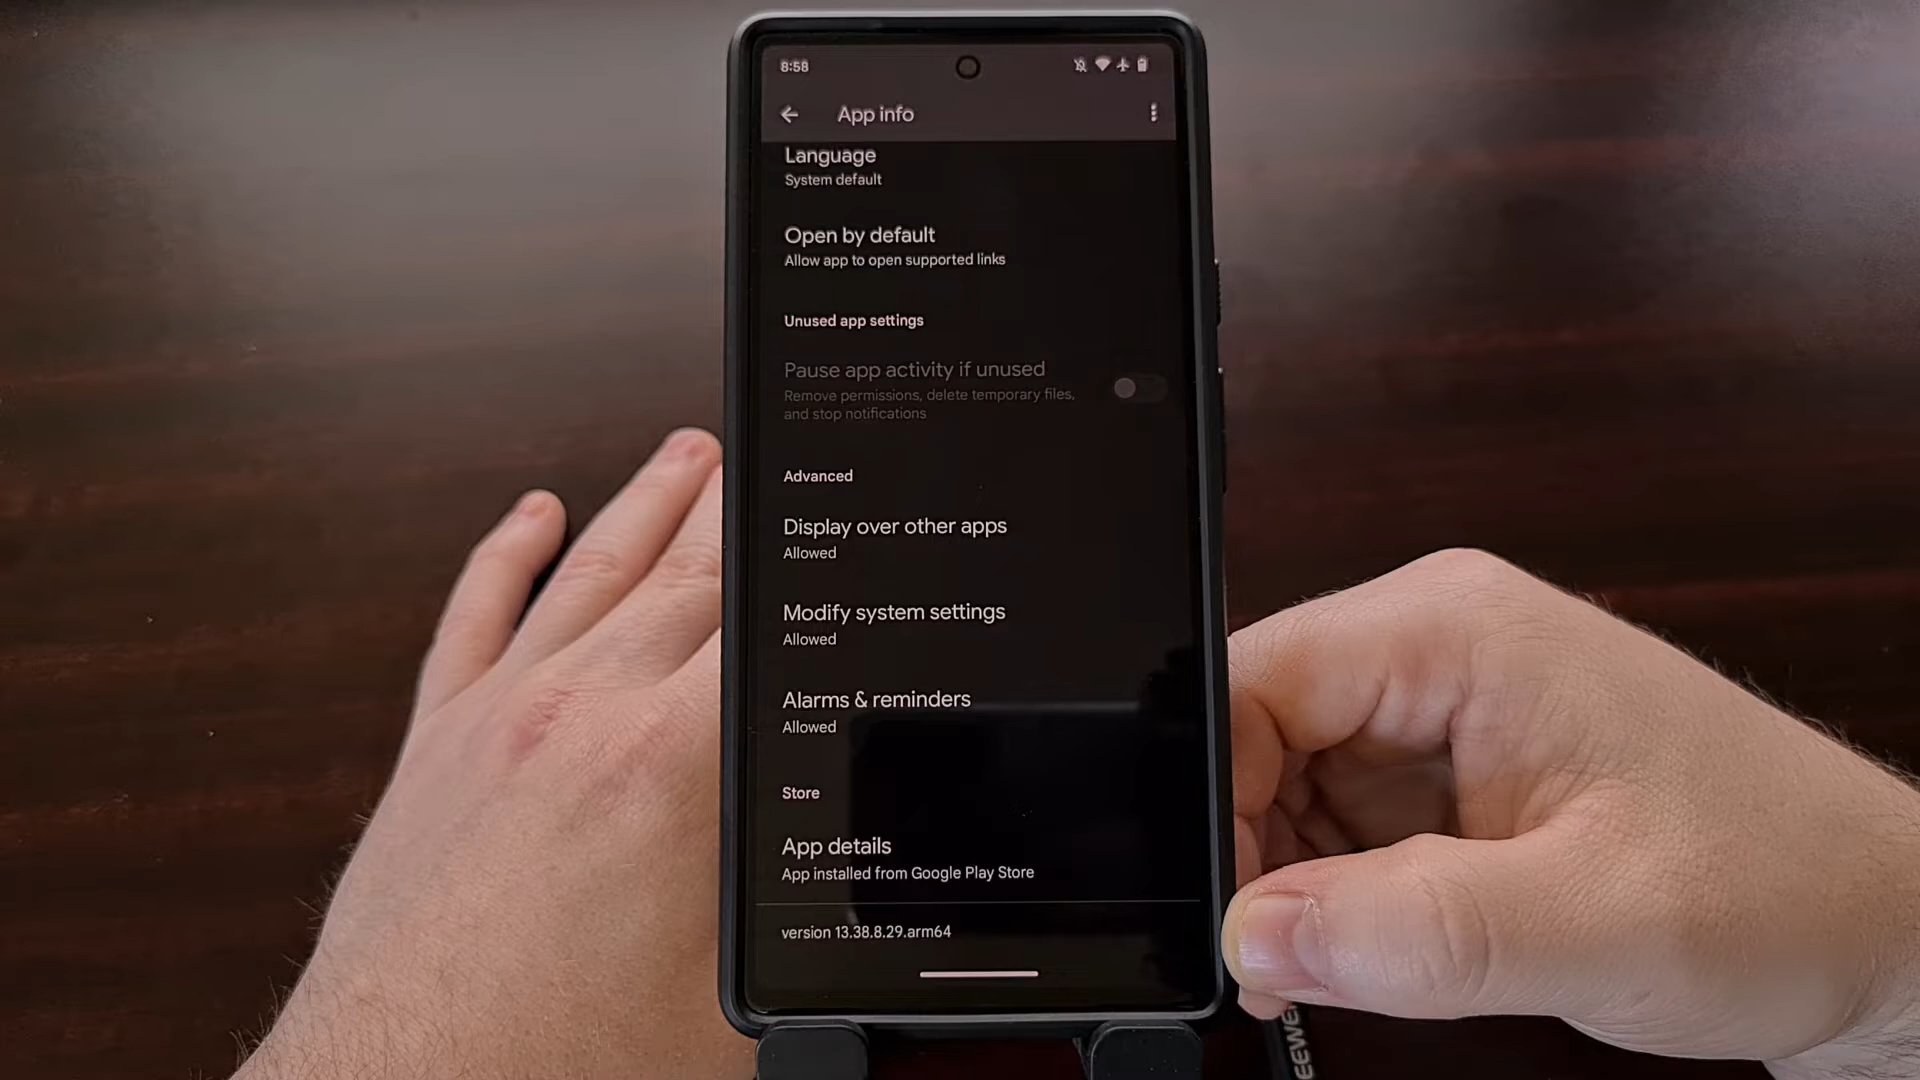 8:58
App info
Language
System default
Open by default
Allow app to open supported links
Unused app settings
Pause app activity if unused
Remove permissions, delete temporary files,
and stop notifications
Advanced
Display over other apps
Allowed
Modify system settings
Allowed
Alarms & reminders
Allowed
Store
App details
App installed from Google Play Store
version 13.38.8.29.arm64